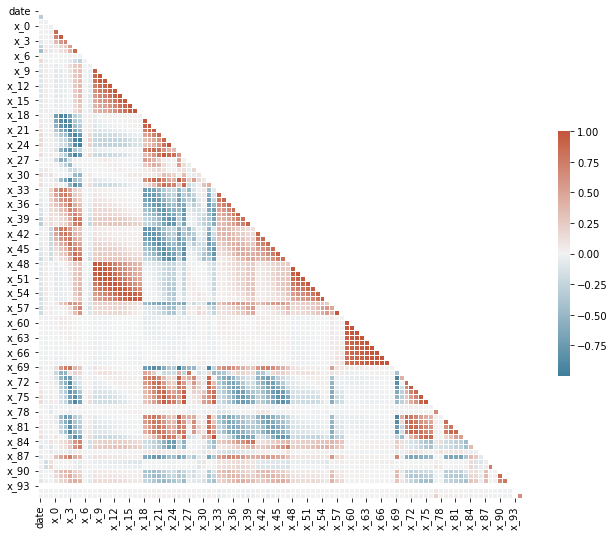 date
x_0
x_3
x_6
x_9
x_12
x_15
x_18
x_21
x_24
x_27
x_30
x_33
x_36
x_39
x_42
x_45
x_48
x_51
x_54
x_57
x_60
x_63
x_66
x_69
x_72
x_75
x_78
x_81
x_84
x_87
x_90
x_93
1.00
0.75
0.50
0.25
0.00
−0.25
−0.50
−0.75
date
x_0
x_3
x_6
x_9
x_12
x_15
x_18
x_21
x_24
x_27
x_30
x_33
x_36
x_39
x_42
x_45
x_48
x_51
x_54
x_57
x_60
x_63
x_66
x_69
x_72
x_75
x_78
x_81
x_84
x_87
x_90
x_93